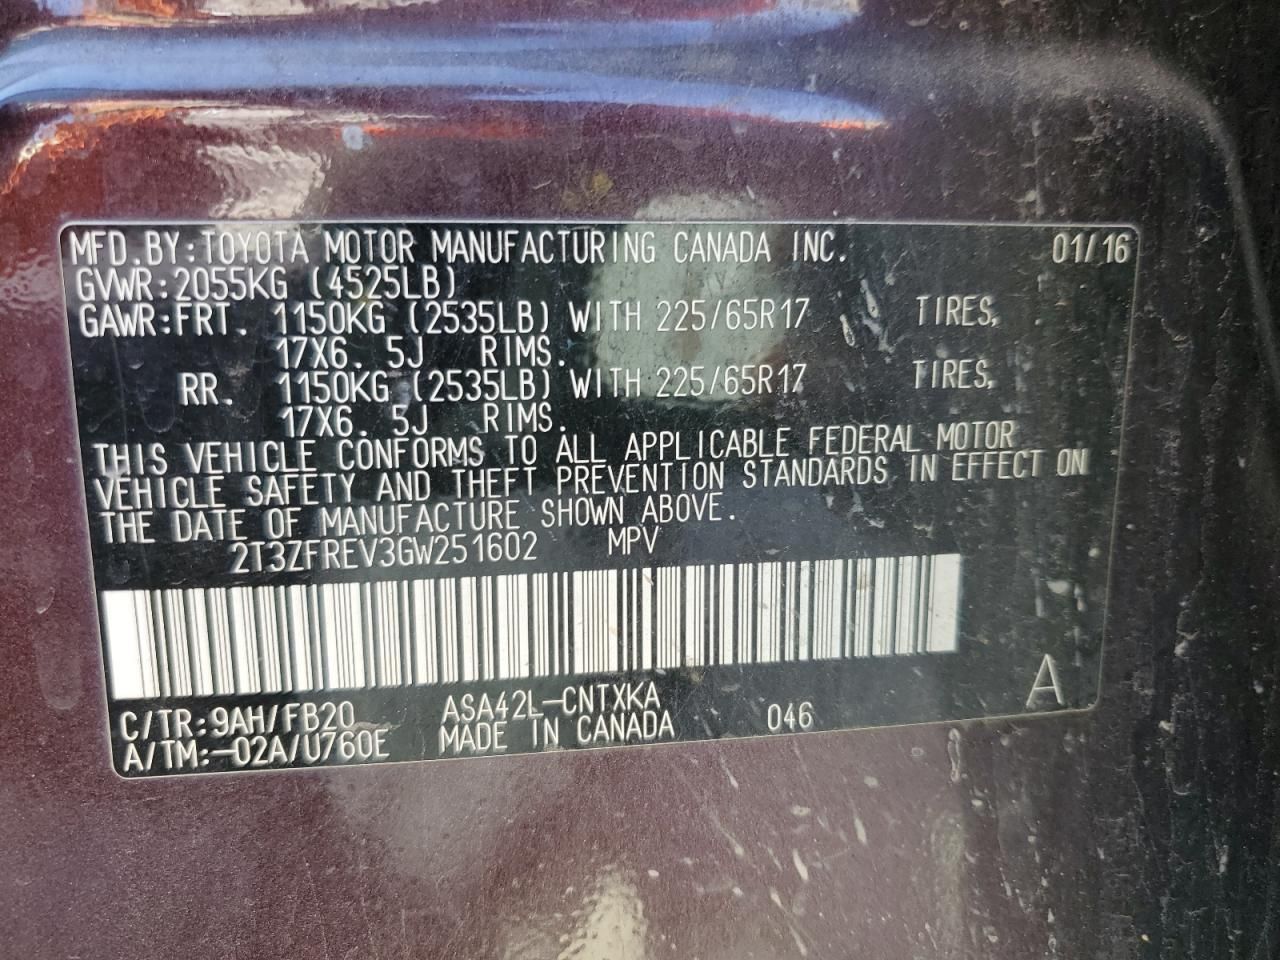 MFD. BY: TOYOTA MOTOR MANUFACTURING CANADA INC. 01/16
GVWR: 2055KG (4525LB)
GAWR: FRT. 1150KG (2535LB) WITH 225/65R17 TIRES,
17X6. 5J RIMS.
RR. 1150KG (2535LB) WITH 225/65R17 TIRES,
17X6. 5J RIMS.
THIS VEHICLE CONFORMS TO ALL APPLICABLE FEDERAL MOTOR
VEHICLE SAFETY AND THEFT PREVENTION STANDARDS IN EFFECT ON
THE DATE OF MANUFACTURE SHOWN ABOVE.
2T3ZFREV3GW251602 MPV
A
C/TR: 9AH/FB20 ASA42L-CNTXKA 046
A/TM: -02A/U760E MADE IN CANADA